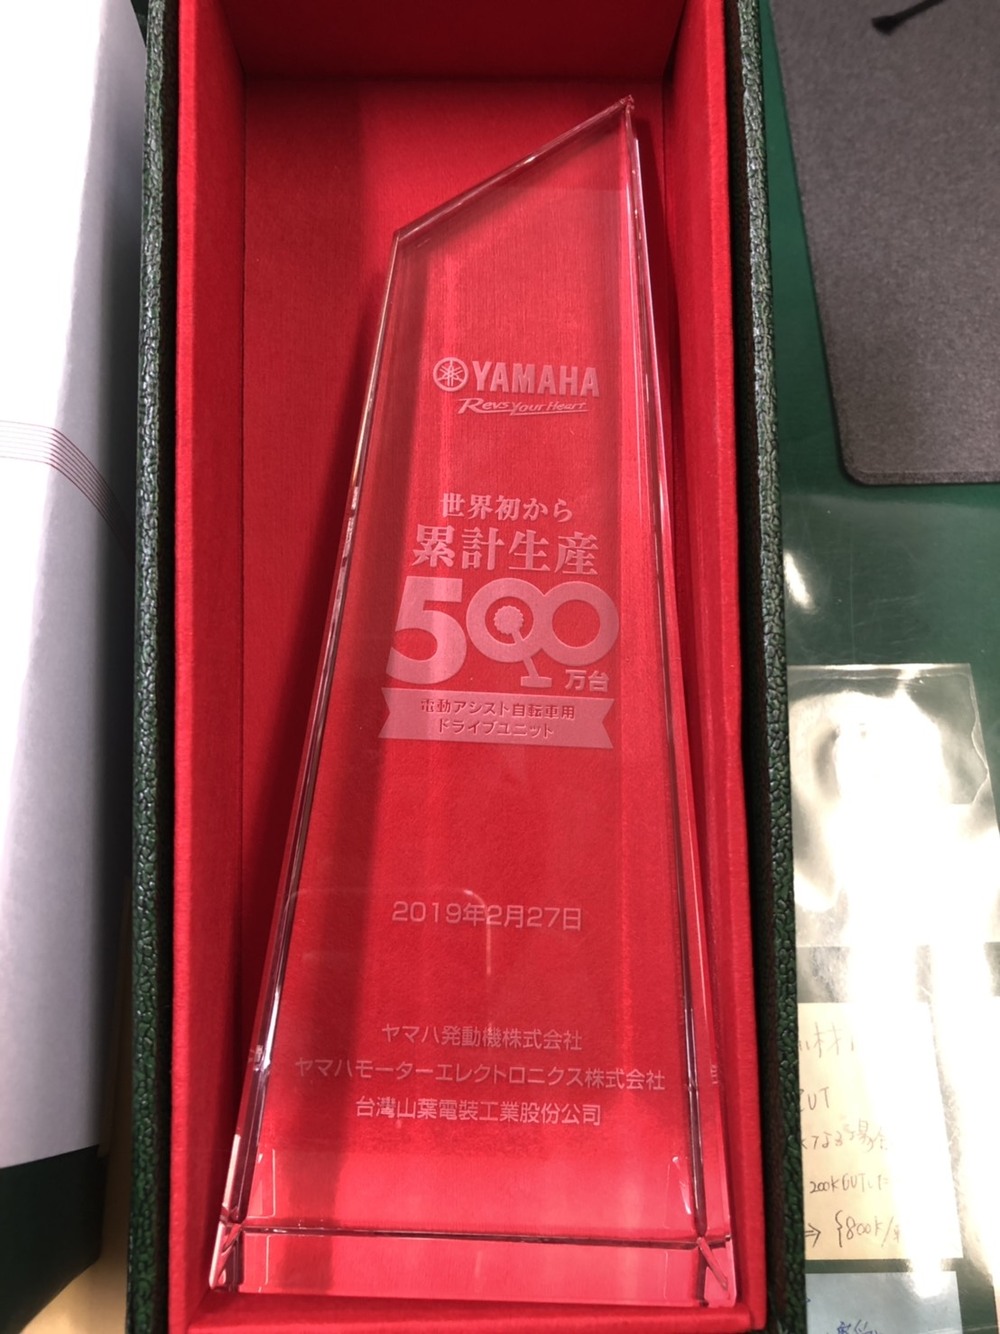 YAMAHA
Revs Your Heart
世界初から
累計生産
500
万台
電動アシスト自転車用
ドライブユニット
2019年2月27日
ヤマハ発動機株式会社
ヤマハモーターエレクトロニクス株式会社
台灣山葉電装工業股份公司
200KGUT